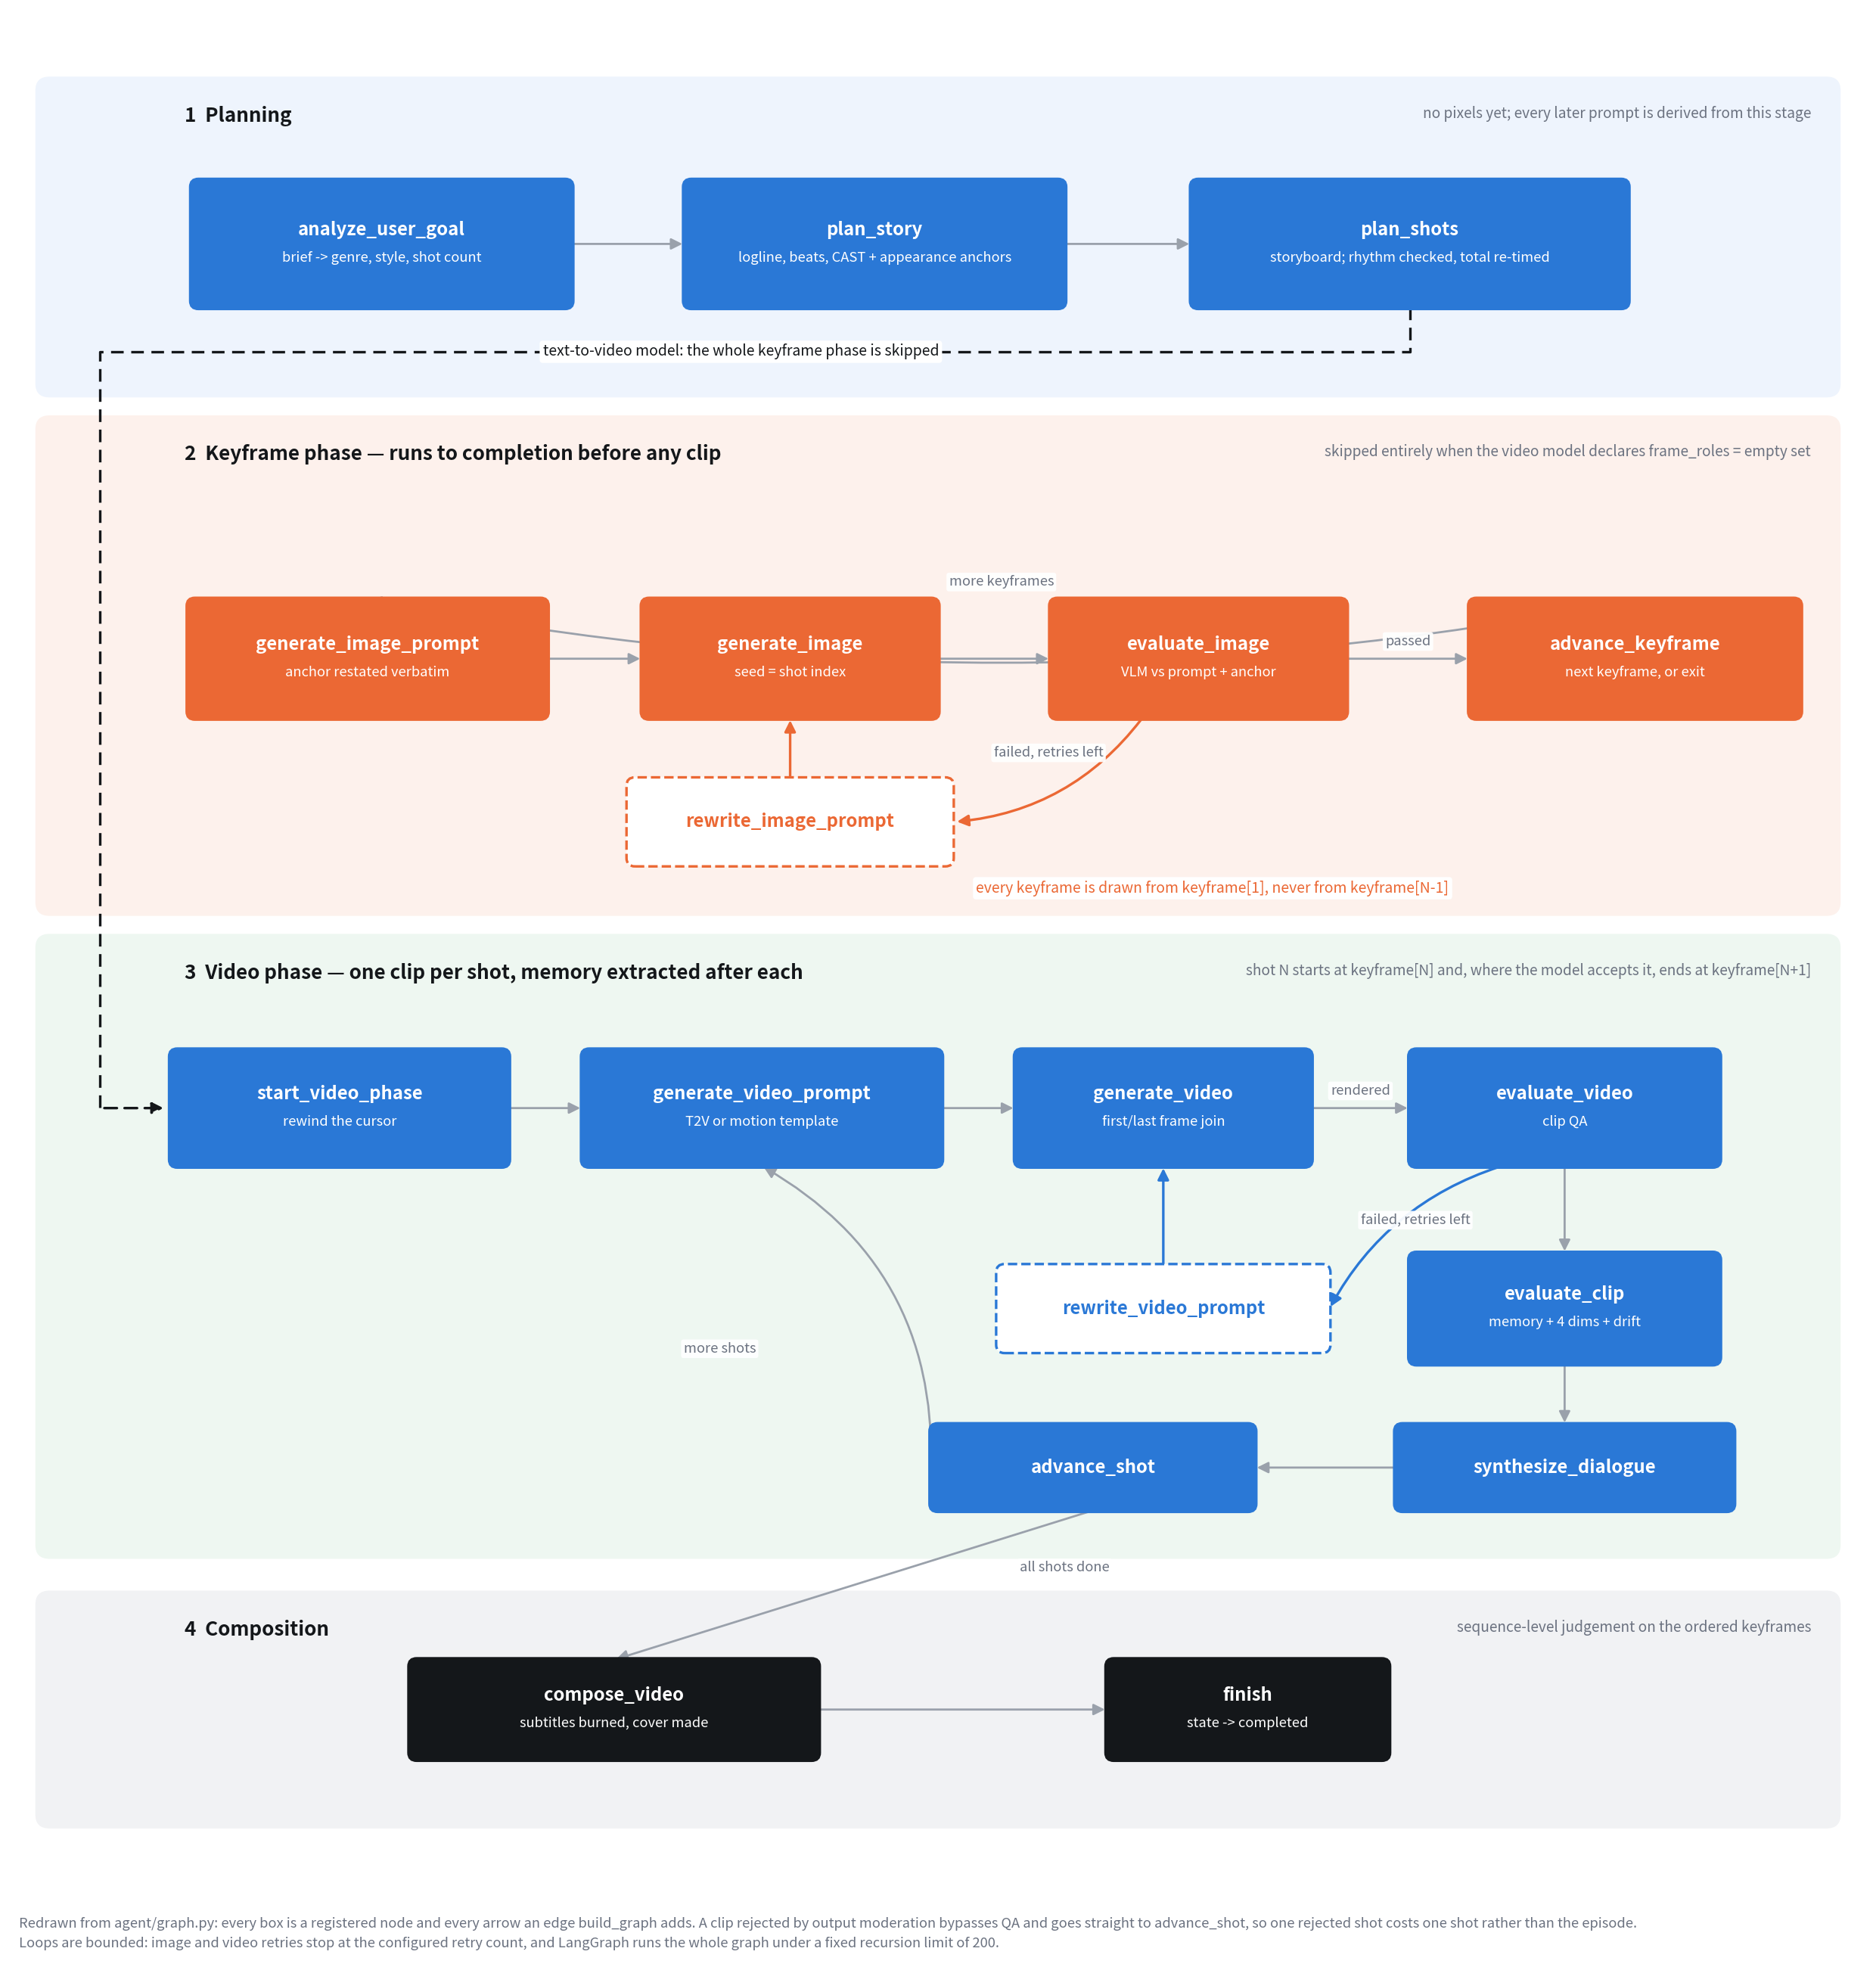 1 Planning
no pixels yet; every later prompt is derived from this stage
analyze_user_goal
brief -> genre, style, shot count
plan_story
logline, beats, CAST + appearance anchors
plan_shots
storyboard; rhythm checked, total re-timed
text-to-video model: the whole keyframe phase is skipped
2 Keyframe phase — runs to completion before any clip
skipped entirely when the video model declares frame_roles = empty set
more keyframes
generate_image_prompt
anchor restated verbatim
generate_image
seed = shot index
evaluate_image
VLM vs prompt + anchor
passed
advance_keyframe
next keyframe, or exit
failed, retries left
rewrite_image_prompt
every keyframe is drawn from keyframe[1], never from keyframe[N-1]
3 Video phase — one clip per shot, memory extracted after each
shot N starts at keyframe[N] and, where the model accepts it, ends at keyframe[N+1]
start_video_phase
rewind the cursor
generate_video_prompt
T2V or motion template
generate_video
first/last frame join
rendered
evaluate_video
clip QA
failed, retries left
rewrite_video_prompt
evaluate_clip
memory + 4 dims + drift
more shots
advance_shot
synthesize_dialogue
all shots done
4 Composition
sequence-level judgement on the ordered keyframes
compose_video
subtitles burned, cover made
finish
state -> completed
Redrawn from agent/graph.py: every box is a registered node and every arrow an edge build_graph adds. A clip rejected by output moderation bypasses QA and goes straight to advance_shot, so one rejected shot costs one shot rather than the episode.
Loops are bounded: image and video retries stop at the configured retry count, and LangGraph runs the whole graph under a fixed recursion limit of 200.